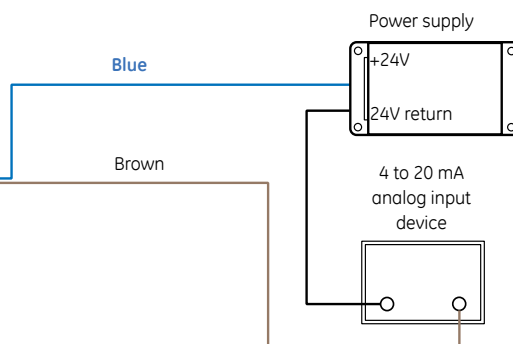 Power supply
+24V
Blue
24V return
Brown
4 to 20 mA
analog input
device